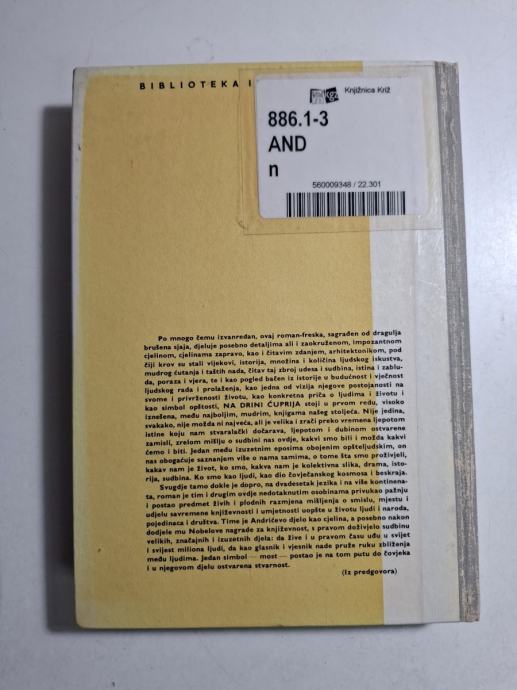 BIBLIOTEKA I
kgz Knjižnica Križ
886.1-3
AND
n
560009348 / 22.301
Po mnogo čemu izvanredan, ovaj roman-freska, sagrađen od dragulja
brušena sjaja, djeluje posebno detaljima ali i zaokruženom, impozantnom
cjelinom, cjelinama zapravo, kao i čitavim zdanjem, arhitektonikom, pod
čiji krov su stali vijekovi, istorija, množina i količina ljudskog iskustva,
mudrog ćutanja i taštih nada, čitav taj zbroj udesa i sudbina, istina i zablu-
da, poraza i vjera, te i kao pogled bačen iz istorije u budućnost i vječnost
ljudskog rada i prolaženja, kao jedna od vizija njegove postojanosti na
svome i privrženosti životu, kao konkretna priča o ljudima i životu i
kao simbol opštosti, NA DRINI ĆUPRIJA stoji u prvom redu, visoko
iznešena, među najboljim, mudrim, knjigama našeg stoljeća. Nije jedina,
svakako, nije možda ni najveća, ali je velika i zrači preko vremena ljepotom
istine koju nam stvaralački dočarava, ljepotom i dubinom ostvarene
zamisli, zrelom mišlju o sudbini nas ovdje, kakvi smo bili i možda kakvi
ćemo i biti. Jedan između izuzetnim eposima obojenim opšteljudskim, on
nas obogaćuje saznanjem više o nama samima, o tome šta smo proživjeli,
kakav nam je život, ko smo, kakva nam je kolektivna slika, drama, isto-
rija, sudbina. Ko smo kao ljudi, kao dio čovječanskog kosmosa i beskraja.
Svugdje tamo dokle je dopro, na dvadesetak jezika i na više kontinena-
ta, roman je tim i drugim ovdje nedotaknutim osobinama privukao pažnju
i postao predmet živih i plodnih razmjena mišljenja o smislu, mjestu i
udjelu savremene književnosti i umjetnosti uopšte u životu ljudi i naroda,
pojedinaca i društva. Time je Andrićevo djelo kao cjelina, a posebno nakon
dodjele mu Nobelove nagrade za književnost, s pravom doživjelo sudbinu
velikih, značajnih i izuzetnih djela: da žive i u pravom času uđu u svijet
i svijest miliona ljudi, da kao glasnik i vjesnik nade pruže ruku zbliženja
među ljudima. Jedan simbol — most — postao je na tom putu do čovjeka
i u njegovom djelu ostvarena stvarnost.
(Iz predgovora)